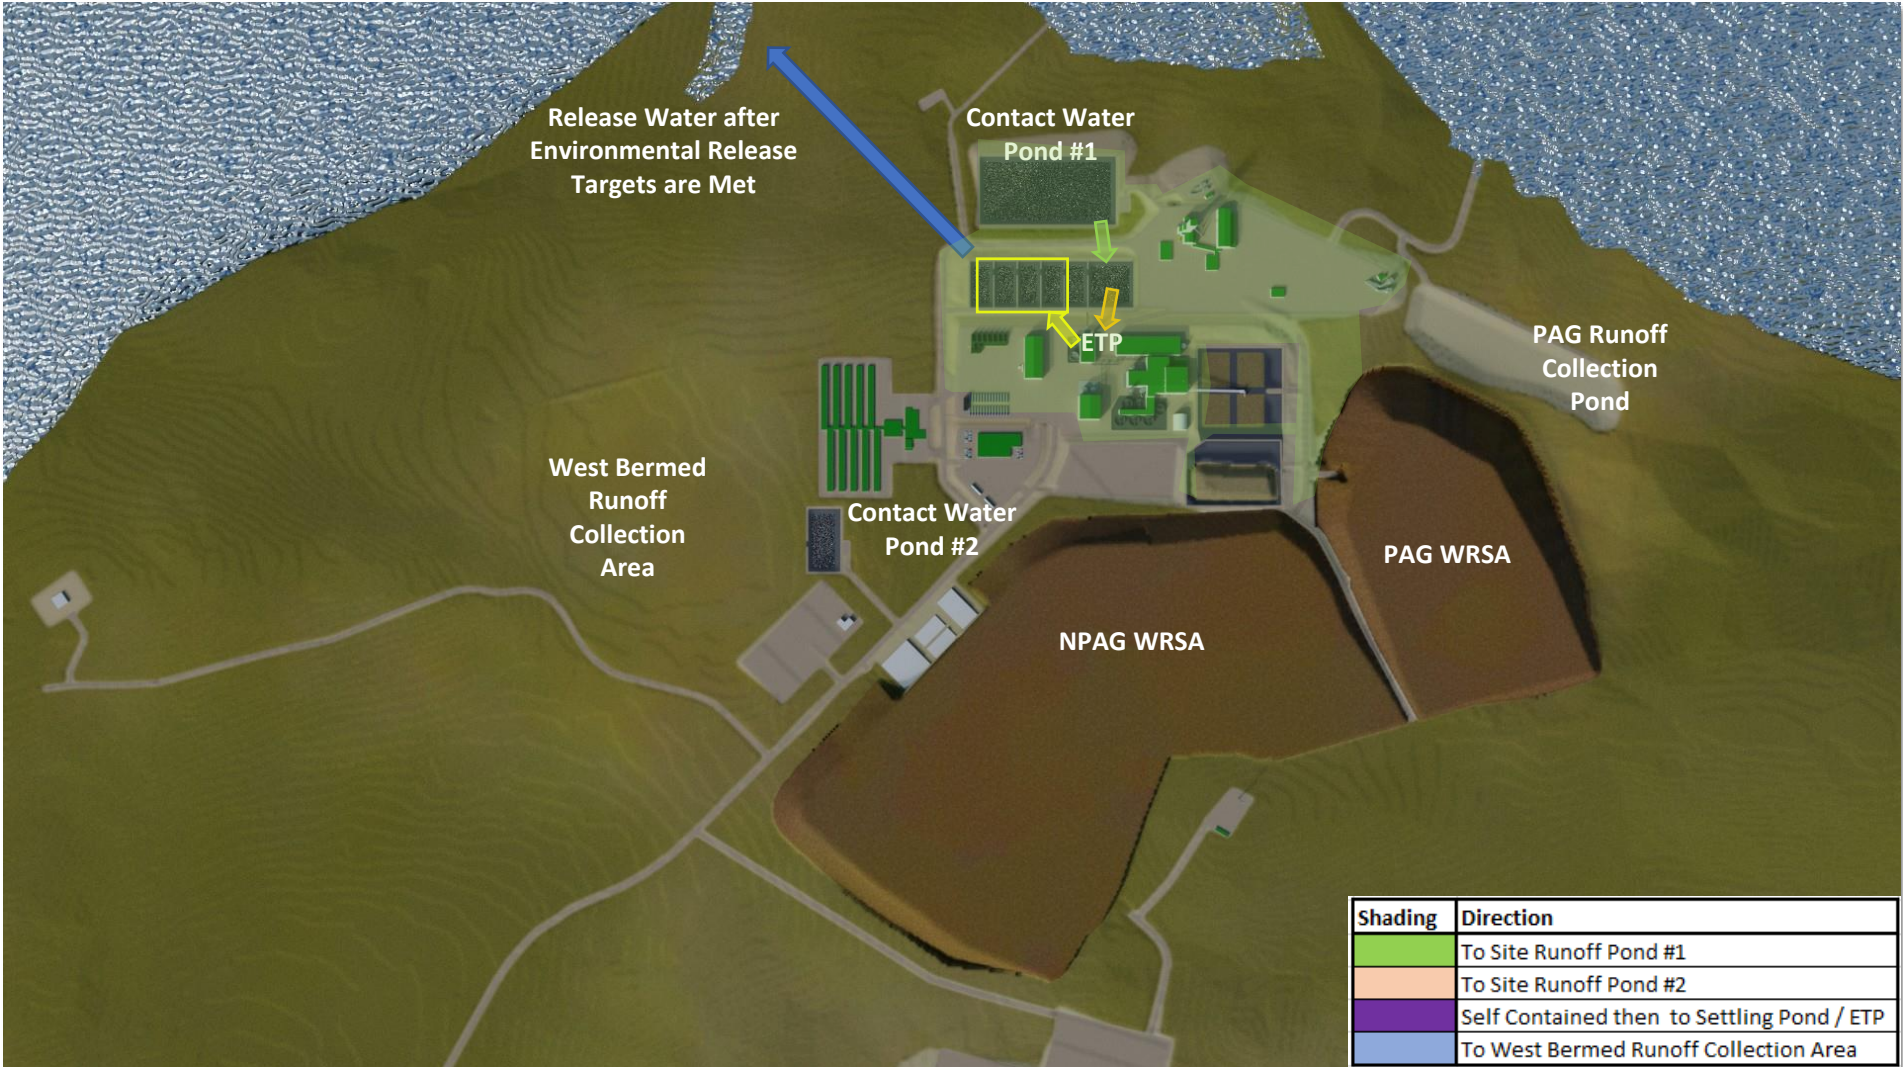 Release Water after
Environmental Release
Targets are Met
Contact Water
Pond #1
ETP
PAG Runoff
Collection
Pond
West Bermed
Runoff
Collection
Area
Contact Water
Pond #2
PAG WRSA
NPAG WRSA
Shading Direction
To Site Runoff Pond #1
To Site Runoff Pond #2
Self Contained then to Settling Pond / ETP
To West Bermed Runoff Collection Area